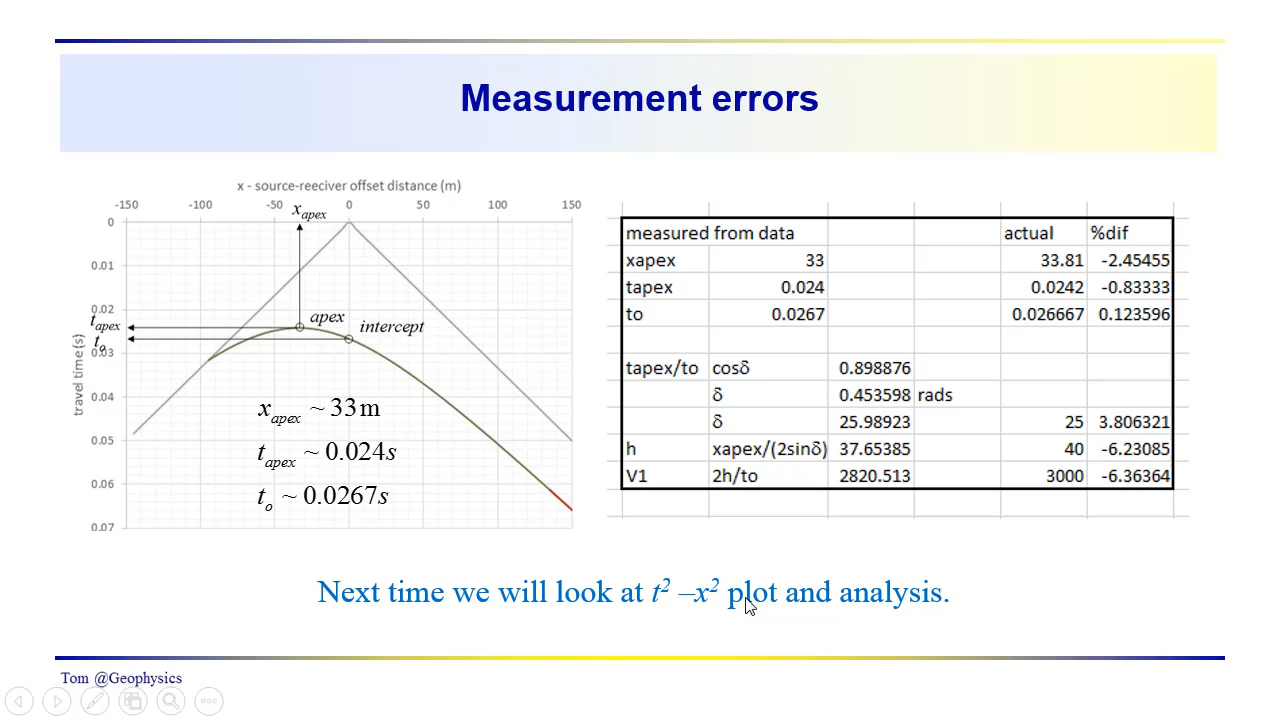 Measurement errors
x - source-reeciver offset distance (m)
-150 -100 -50 0 50 100 150
x_apex
0
0.01
0.02
t_apex
t_o
0.03
0.04
0.05
0.06
0.07
travel time (s)
apex
intercept
x_apex ~ 33m
t_apex ~ 0.024s
t_o ~ 0.0267s
measured from data actual %dif
xapex 33 33.81 -2.45455
tapex 0.024 0.0242 -0.83333
to 0.0267 0.026667 0.123596
tapex/to cosδ 0.898876
δ 0.453598 rads
δ 25.98923 25 3.806321
h xapex/(2sinδ) 37.65385 40 -6.23085
V1 2h/to 2820.513 3000 -6.36364
Next time we will look at t² –x² plot and analysis.
Tom @Geophysics